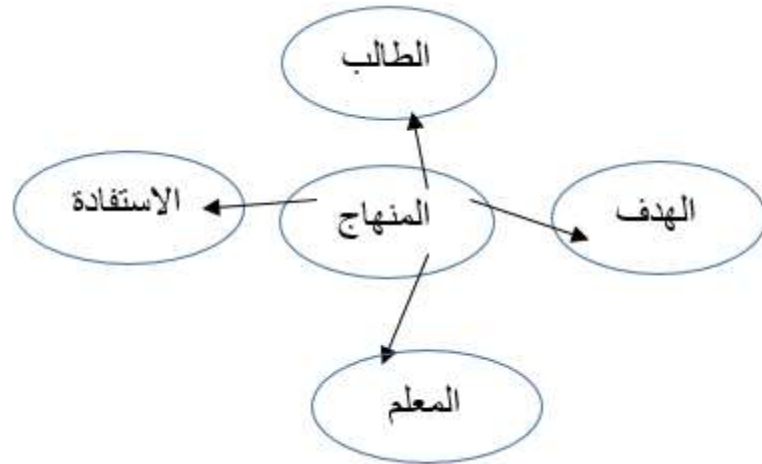 الطالب
الهدف
المنهاج
الاستفادة
المعلم